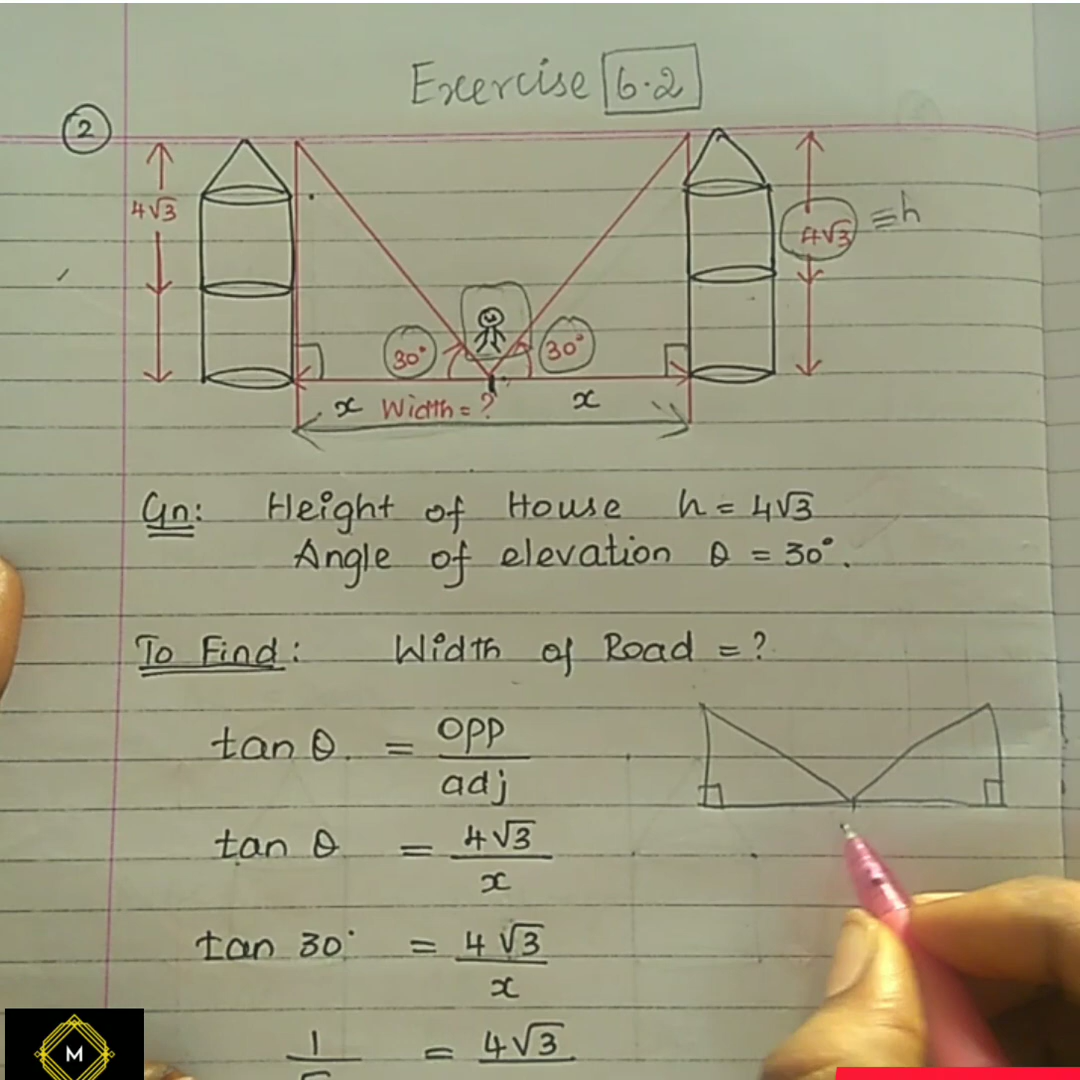 Exercise 6.2
2
4√3
4√3 = h
30°
30°
x Width = ? x
Gn: Height of House h = 4√3
Angle of elevation θ = 30°.
To Find: Width of Road = ?
tan θ = opp/adj
tan θ = 4√3/x
tan 30° = 4√3/x
1 = 4√3
M